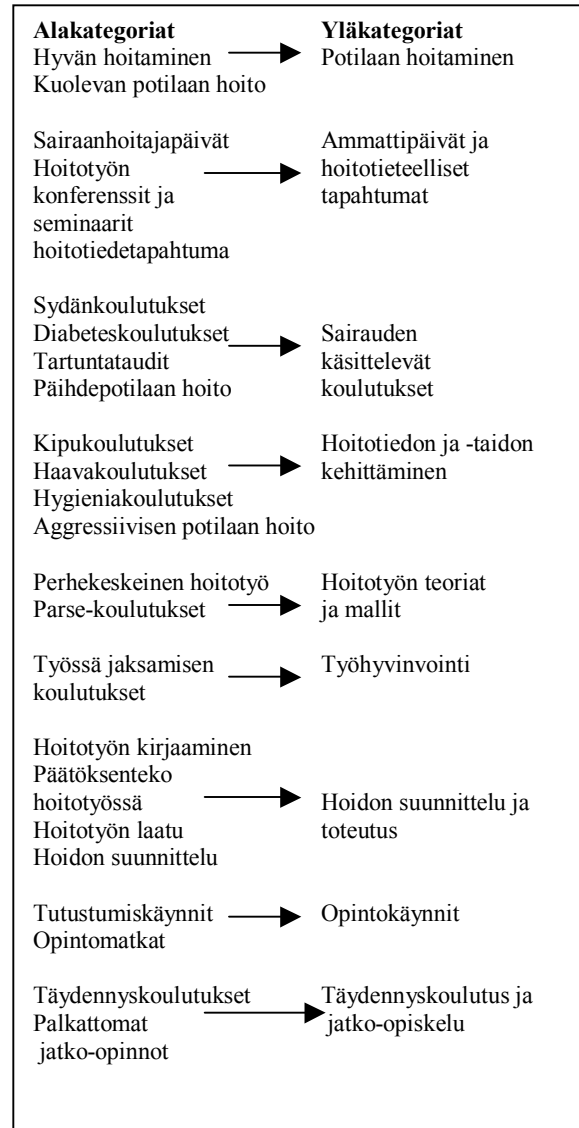 Alakategoriat
Yläkategoriat
Hyvän hoitaminen
Potilaan hoitaminen
Kuolevan potilaan hoito
Sairaanhoitajapäivät
Ammattipäivät ja
Hoitotyön
hoitotieteelliset
konferenssit ja
tapahtumat
seminaarit
hoitotiedetapahtuma
Sydänkoulutukset
Diabeteskoulutukset
Sairauden
Tartuntataudit
käsittelevät
Päihdepotilaan hoito
koulutukset
Kipukoulutukset
Hoitotiedon ja -taidon
Haavakoulutukset
kehittäminen
Hygieniakoulutukset
Aggressiivisen potilaan hoito
Perhekeskeinen hoitotyö
Hoitotyön teoriat
Parse-koulutukset
ja mallit
Työssä jaksamisen
Työhyvinvointi
koulutukset
Hoitotyön kirjaaminen
Päätöksenteko
hoitotyössä
Hoidon suunnittelu ja
Hoitotyön laatu
toteutus
Hoidon suunnittelu
Tutustumiskäynnit
Opintokäynnit
Opintomatkat
Täydennyskoulutukset
Täydennyskoulutus ja
Palkattomat
jatko-opiskelu
jatko-opinnot